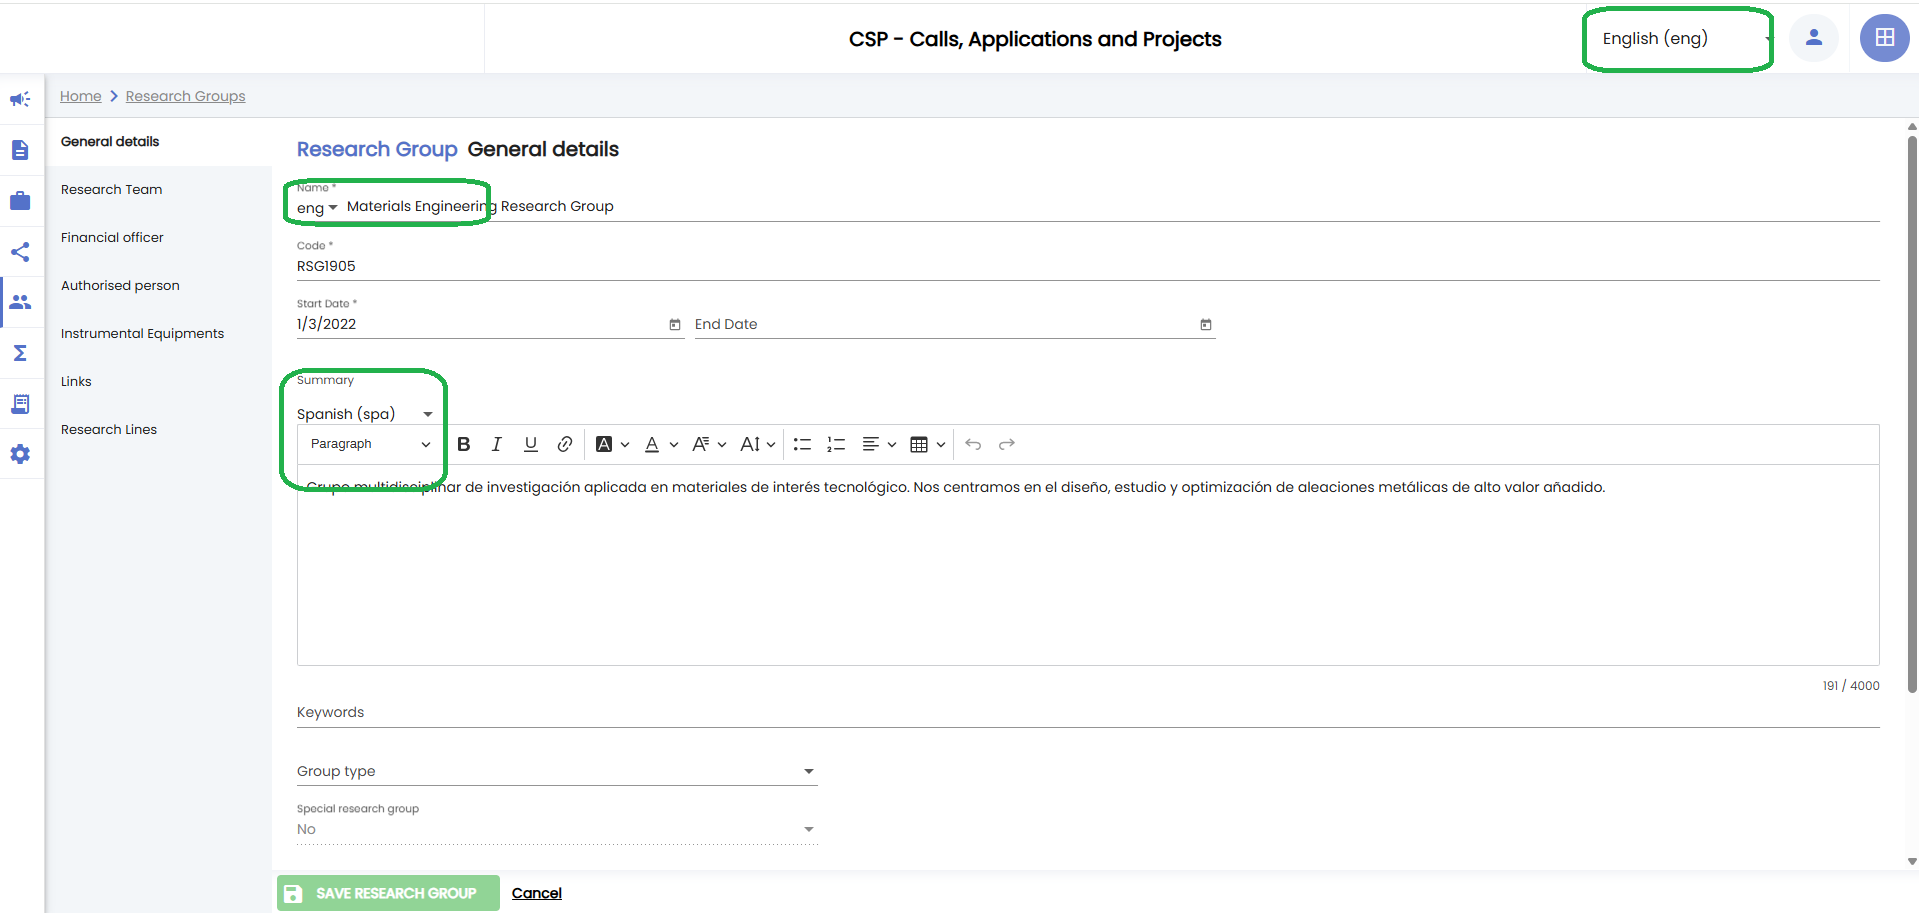 CSP - Calls, Applications and Projects
English (eng)
Home
Research Groups
General details
Research Team
Financial officer
Authorised person
Instrumental Equipments
Links
Research Lines
Research Group General details
Name *
eng Materials Engineering Research Group
Code *
RSG1905
Start Date *
1/3/2022
End Date
Summary
Spanish (spa)
Paragraph
Grupo multidisciplinar de investigación aplicada en materiales de interés tecnológico. Nos centramos en el diseño, estudio y optimización de aleaciones metálicas de alto valor añadido.
191 / 4000
Keywords
Group type
Special research group
No
SAVE RESEARCH GROUP
Cancel